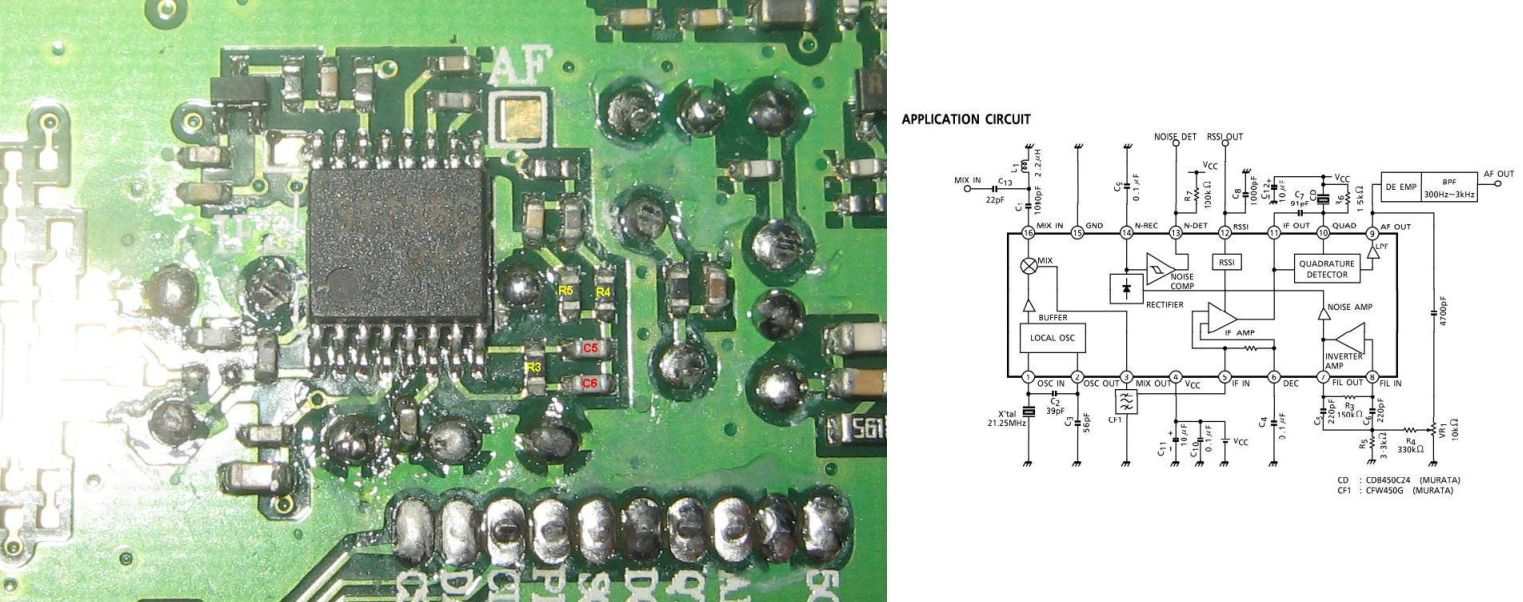 AF
R5
R4
C5
R3
C6
561
APPLICATION CIRCUIT
NOISE DET
RSSI OUT
MIX IN
C13
22pF
L1
2.2μH
C1
1000pF
C9
0.1μF
VCC
R7
100kΩ
C8
1000pF
C12
10μF
C7
91pF
VCC
CD
R6
1.5kΩ
DE EMP
BPF
300Hz~3kHz
AF OUT
16 MIX IN
15 GND
14 N-REC
13 N-DET
12 RSSI
11 IF OUT
10 QUAD
9 AF OUT
MIX
RECTIFIER
NOISE
COMP
RSSI
QUADRATURE
DETECTOR
LPF
BUFFER
LOCAL OSC
IF AMP
NOISE AMP
INVERTER
AMP
4700pF
1 OSC IN
2 OSC OUT
3 MIX OUT
4 VCC
5 IF IN
6 DEC
7 FIL OUT
8 FIL IN
X'tal
21.25MHz
C2
39pF
C3
56pF
CF1
C11
10μF
C10
0.1μF
VCC
C4
0.1μF
C5
220pF
R3
150kΩ
C6
220pF
R5
3.3kΩ
R4
330kΩ
VR1
10kΩ
CD : CDB450C24 (MURATA)
CF1 : CFW450G (MURATA)